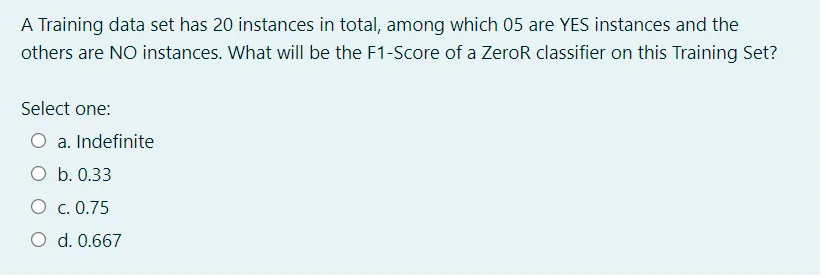 A Training data set has 20 instances in total, among which 05 are YES instances and the
others are NO instances. What will be the F1-Score of a ZeroR classifier on this Training Set?
Select one:
a. Indefinite
b. 0.33
c. 0.75
d. 0.667